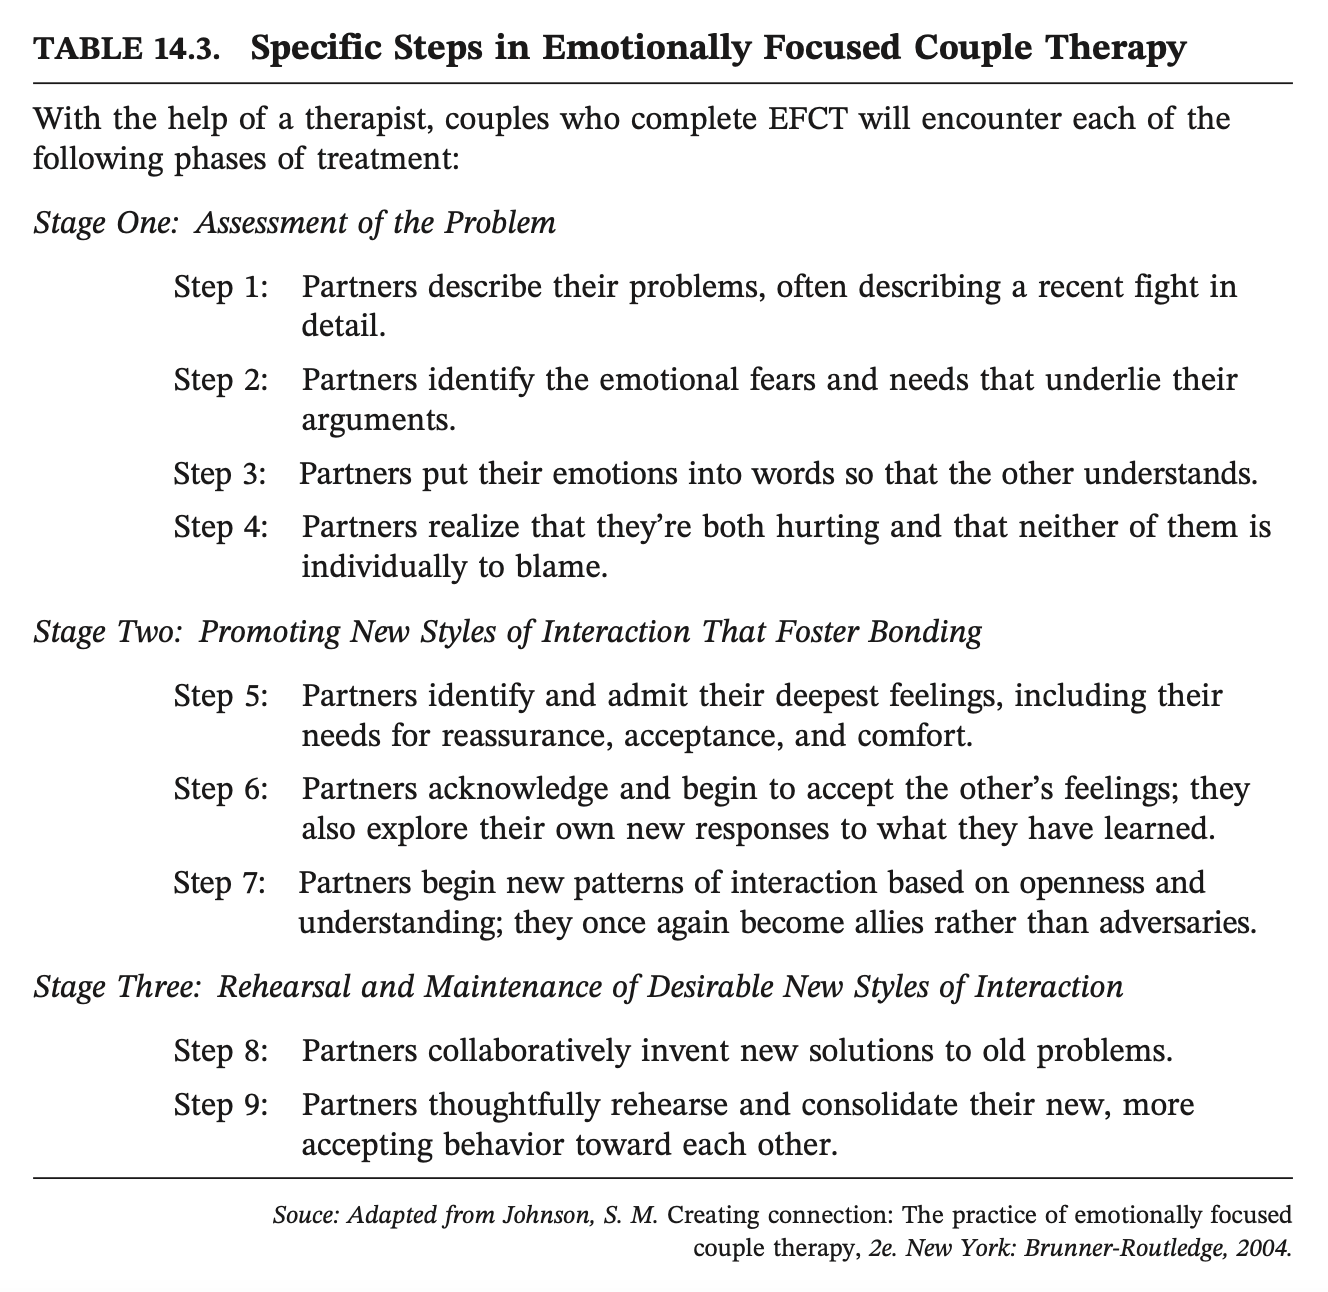 TABLE 14.3. Specific Steps in Emotionally Focused Couple Therapy
With the help of a therapist, couples who complete EFCT will encounter each of the
following phases of treatment:
Stage One: Assessment of the Problem
Step 1: Partners describe their problems, often describing a recent fight in
detail.
Step 2: Partners identify the emotional fears and needs that underlie their
arguments.
Step 3: Partners put their emotions into words so that the other understands.
Step 4: Partners realize that they’re both hurting and that neither of them is
individually to blame.
Stage Two: Promoting New Styles of Interaction That Foster Bonding
Step 5: Partners identify and admit their deepest feelings, including their
needs for reassurance, acceptance, and comfort.
Step 6: Partners acknowledge and begin to accept the other’s feelings; they
also explore their own new responses to what they have learned.
Step 7: Partners begin new patterns of interaction based on openness and
understanding; they once again become allies rather than adversaries.
Stage Three: Rehearsal and Maintenance of Desirable New Styles of Interaction
Step 8: Partners collaboratively invent new solutions to old problems.
Step 9: Partners thoughtfully rehearse and consolidate their new, more
accepting behavior toward each other.
Souce: Adapted from Johnson, S. M. Creating connection: The practice of emotionally focused
couple therapy, 2e. New York: Brunner-Routledge, 2004.